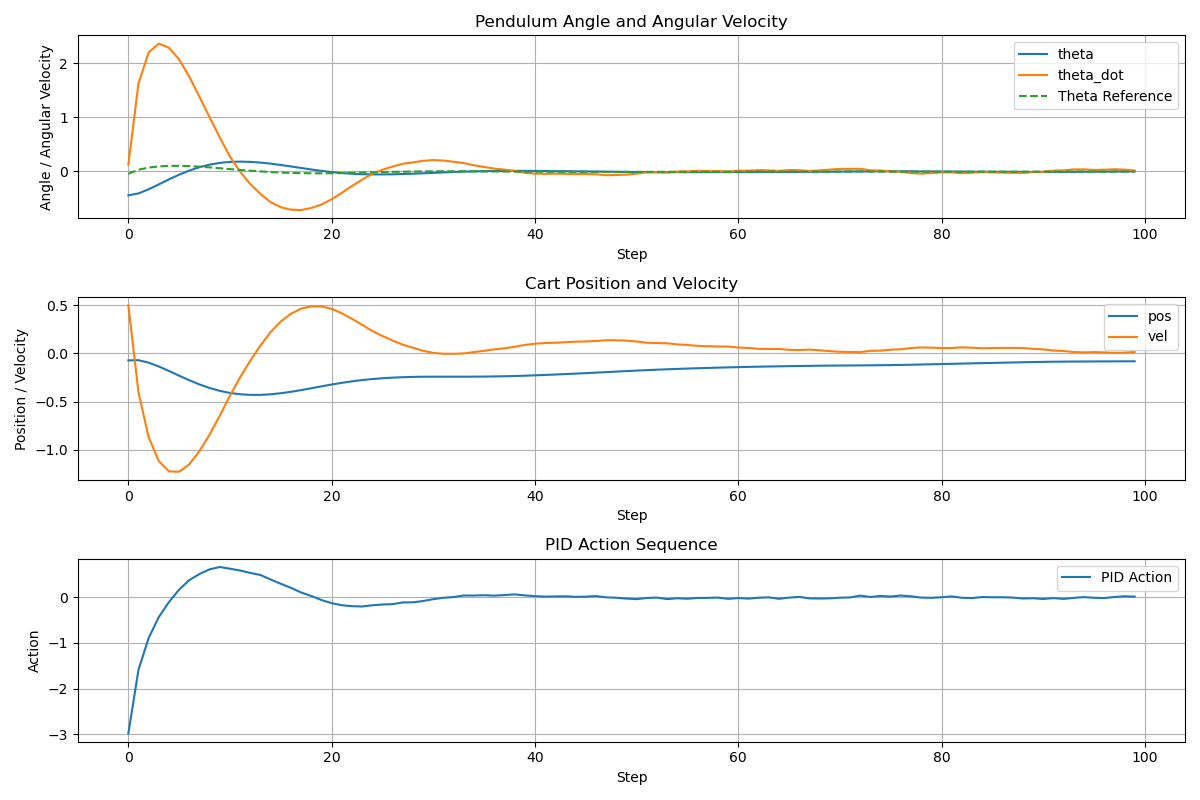 Pendulum Angle and Angular Velocity
Angle / Angular Velocity
2
1
0
theta
theta_dot
Theta Reference
0 20 40 60 80 100
Step
Cart Position and Velocity
Position / Velocity
0.5
0.0
−0.5
−1.0
pos
vel
0 20 40 60 80 100
Step
PID Action Sequence
Action
0
−1
−2
−3
PID Action
0 20 40 60 80 100
Step